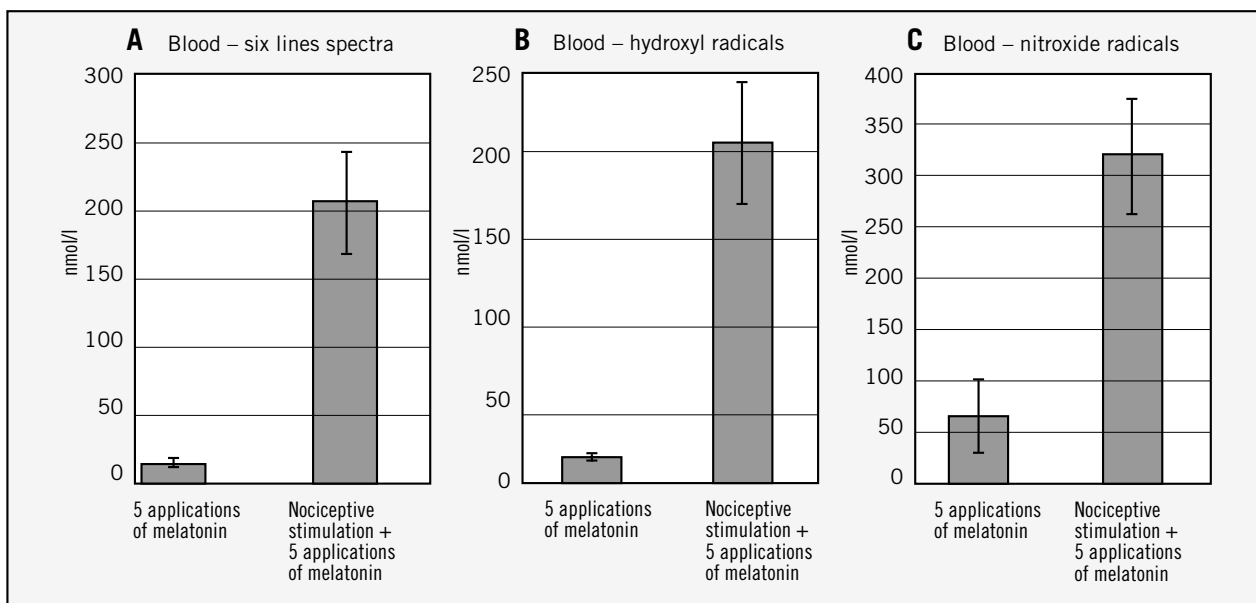 A Blood – six lines spectra
300
250
200
150
100
50
0
nmol/l
5 applications
of melatonin
Nociceptive
stimulation +
5 applications
of melatonin
B Blood – hydroxyl radicals
250
200
150
100
50
0
nmol/l
5 applications
of melatonin
Nociceptive
stimulation +
5 applications
of melatonin
C Blood – nitroxide radicals
400
350
300
250
200
150
100
50
0
nmol/l
5 applications
of melatonin
Nociceptive
stimulation +
5 applications
of melatonin